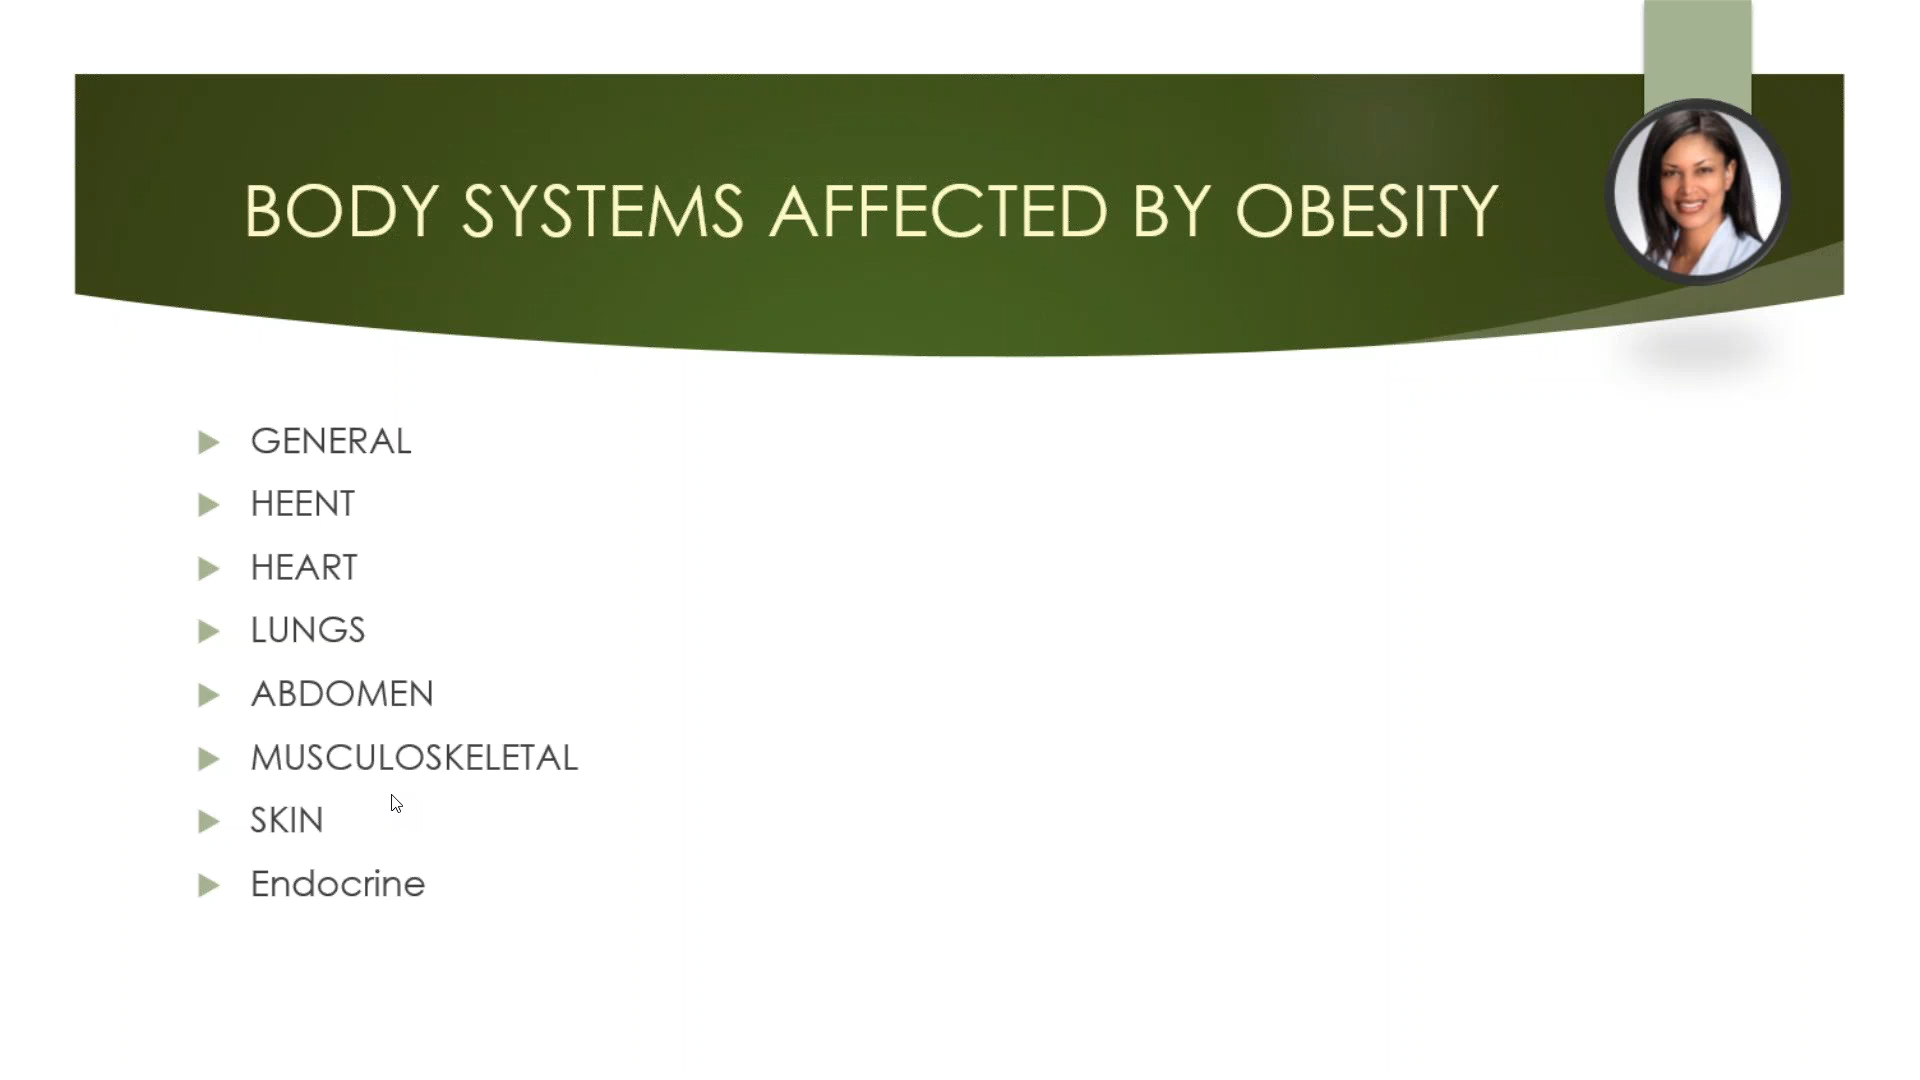 BODY SYSTEMS AFFECTED BY OBESITY
GENERAL
HEENT
HEART
LUNGS
ABDOMEN
MUSCULOSKELETAL
SKIN
Endocrine